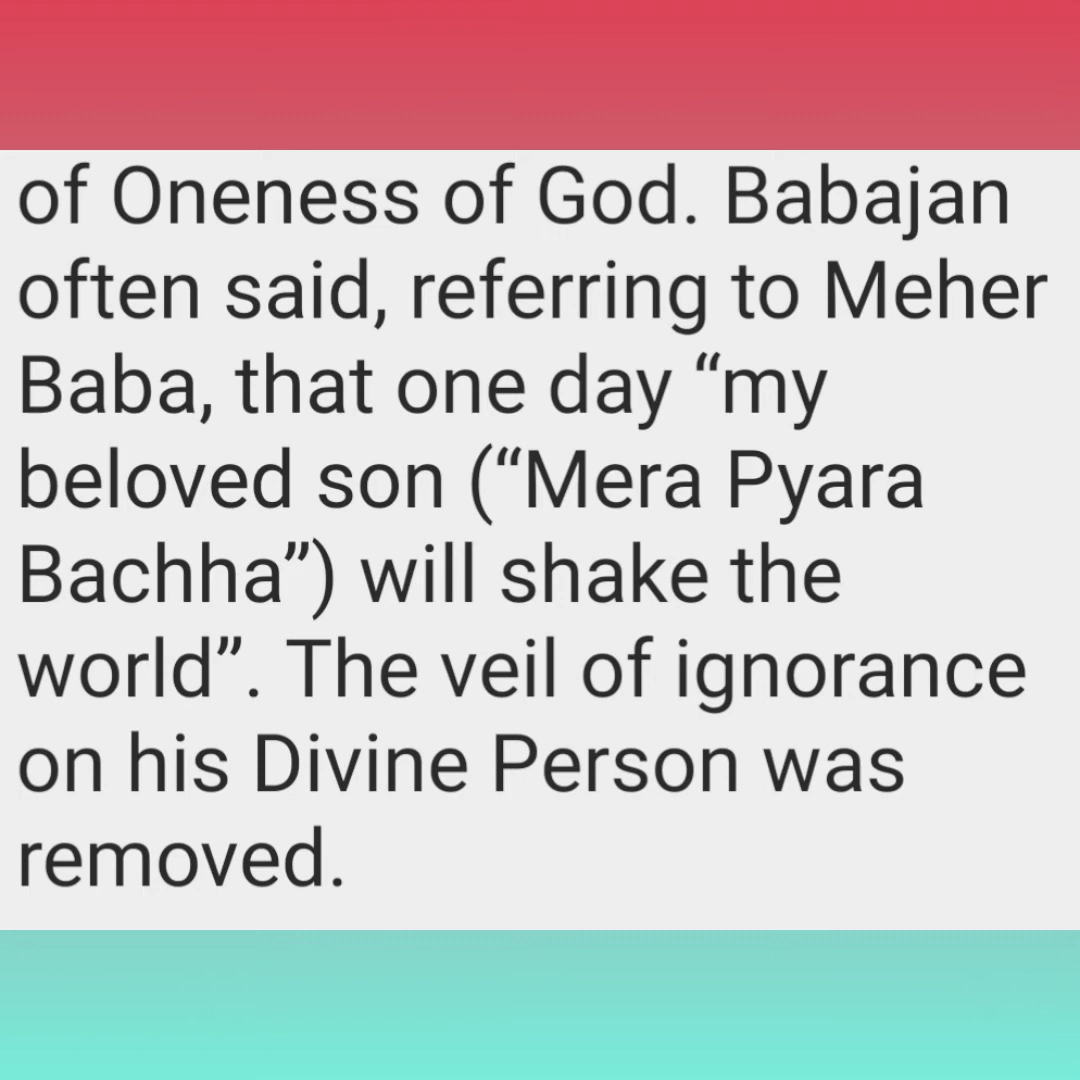 of Oneness of God. Babajan
often said, referring to Meher
Baba, that one day “my
beloved son (“Mera Pyara
Bachha”) will shake the
world”. The veil of ignorance
on his Divine Person was
removed.